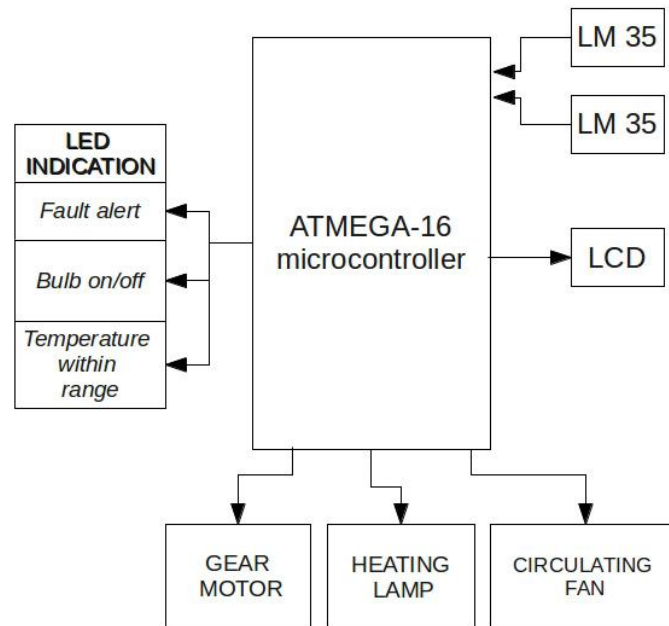 LM 35
LM 35
LED
INDICATION
Fault alert
Bulb on/off
Temperature
within
range
ATMEGA-16
microcontroller
LCD
GEAR
MOTOR
HEATING
LAMP
CIRCULATING
FAN